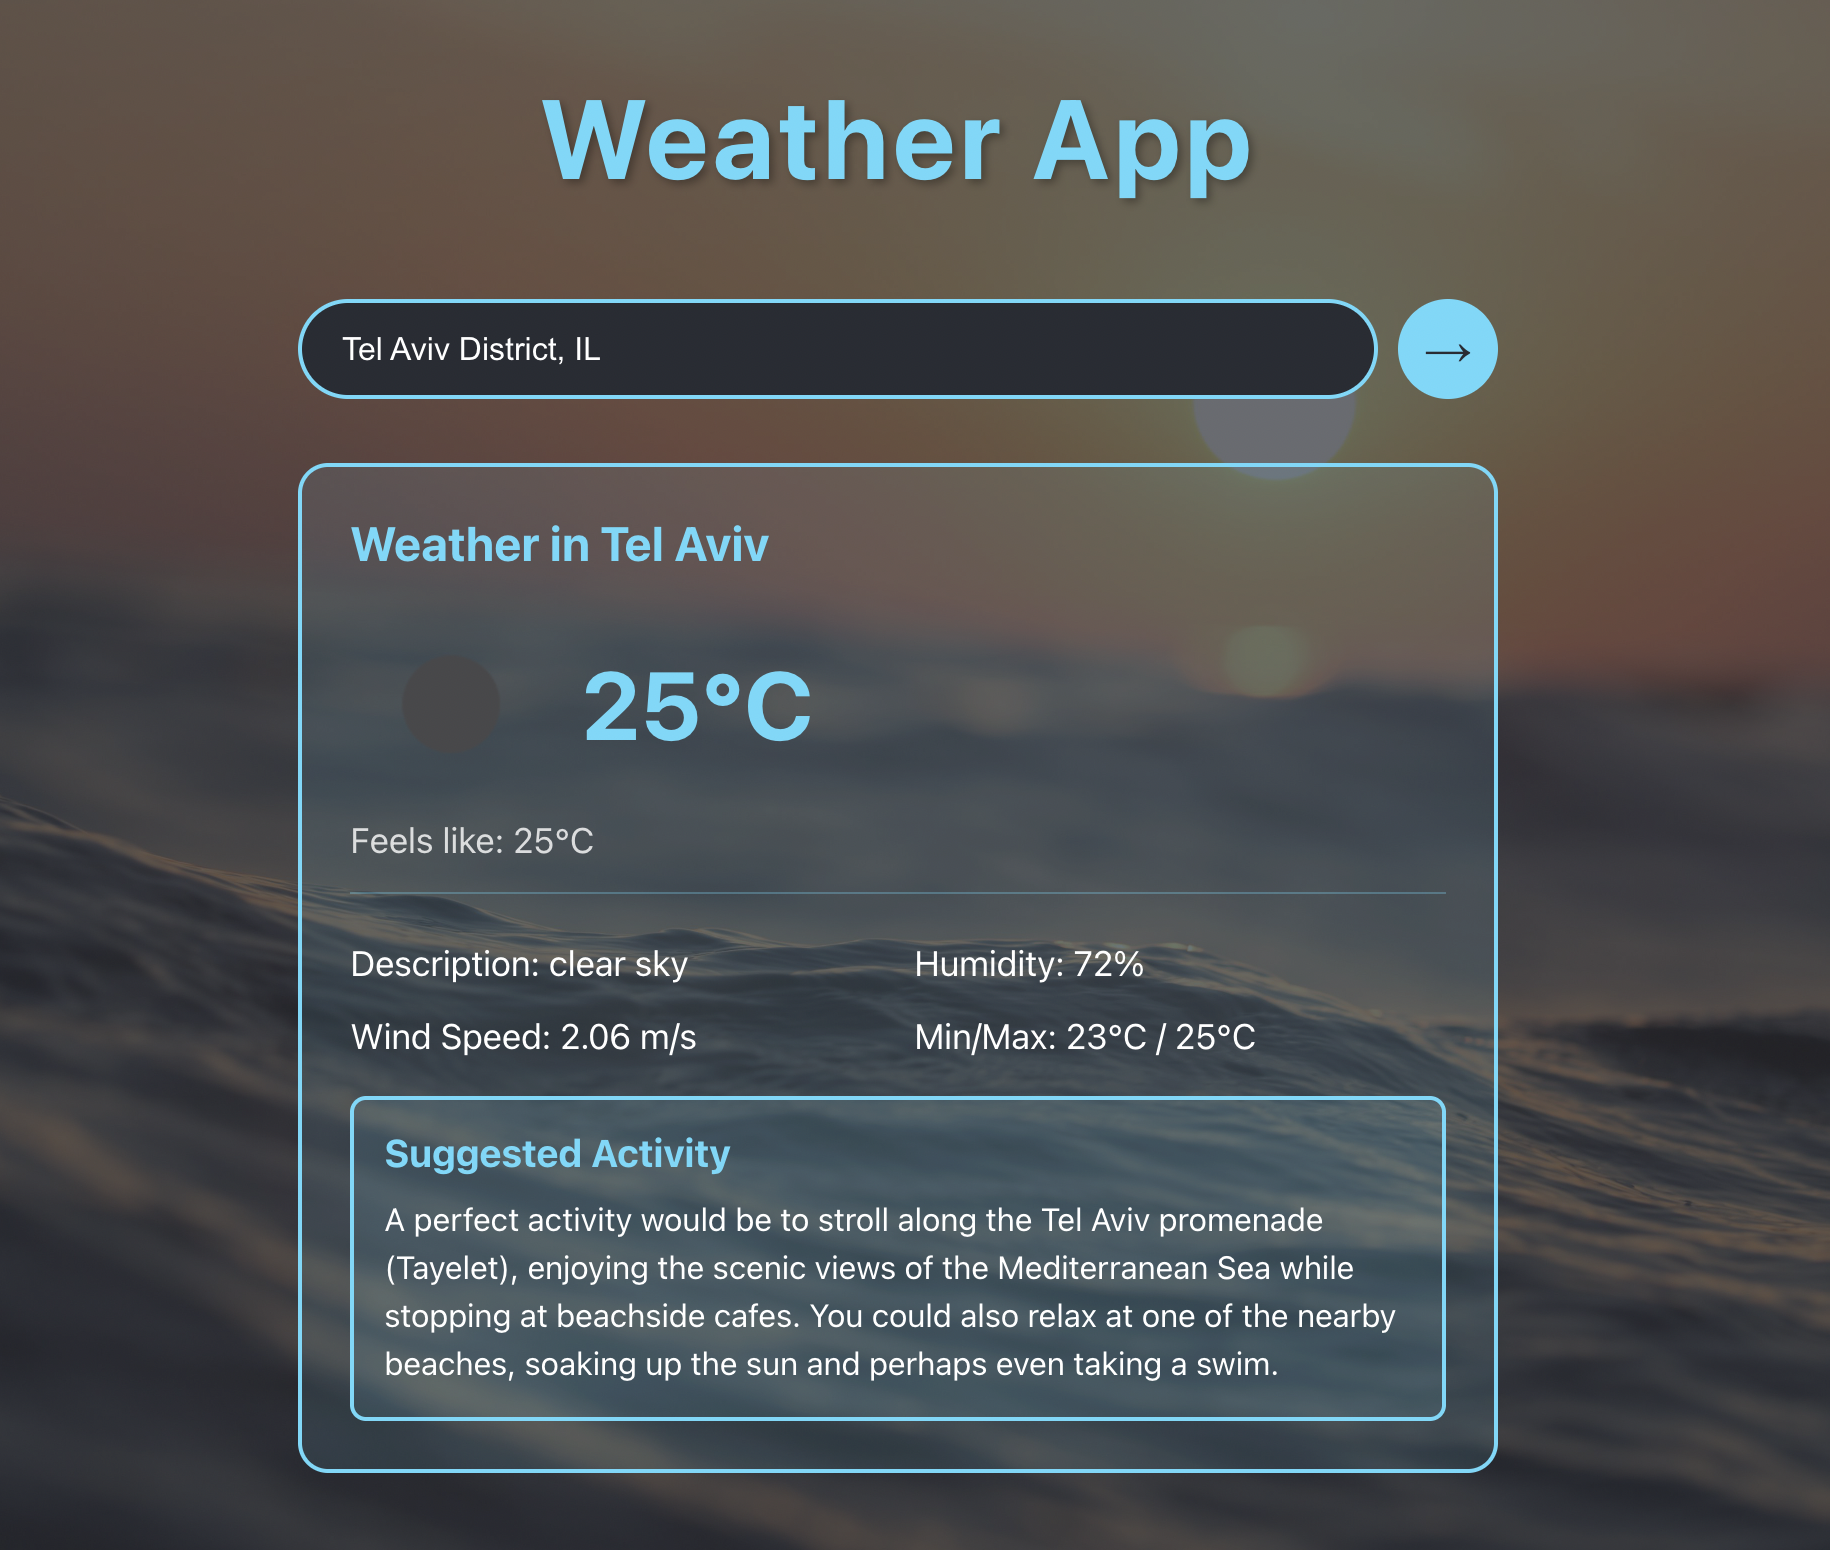 Weather App
Tel Aviv District, IL
→
Weather in Tel Aviv
25°C
Feels like: 25°C
Description: clear sky
Humidity: 72%
Wind Speed: 2.06 m/s
Min/Max: 23°C / 25°C
Suggested Activity
A perfect activity would be to stroll along the Tel Aviv promenade
(Tayelet), enjoying the scenic views of the Mediterranean Sea while
stopping at beachside cafes. You could also relax at one of the nearby
beaches, soaking up the sun and perhaps even taking a swim.